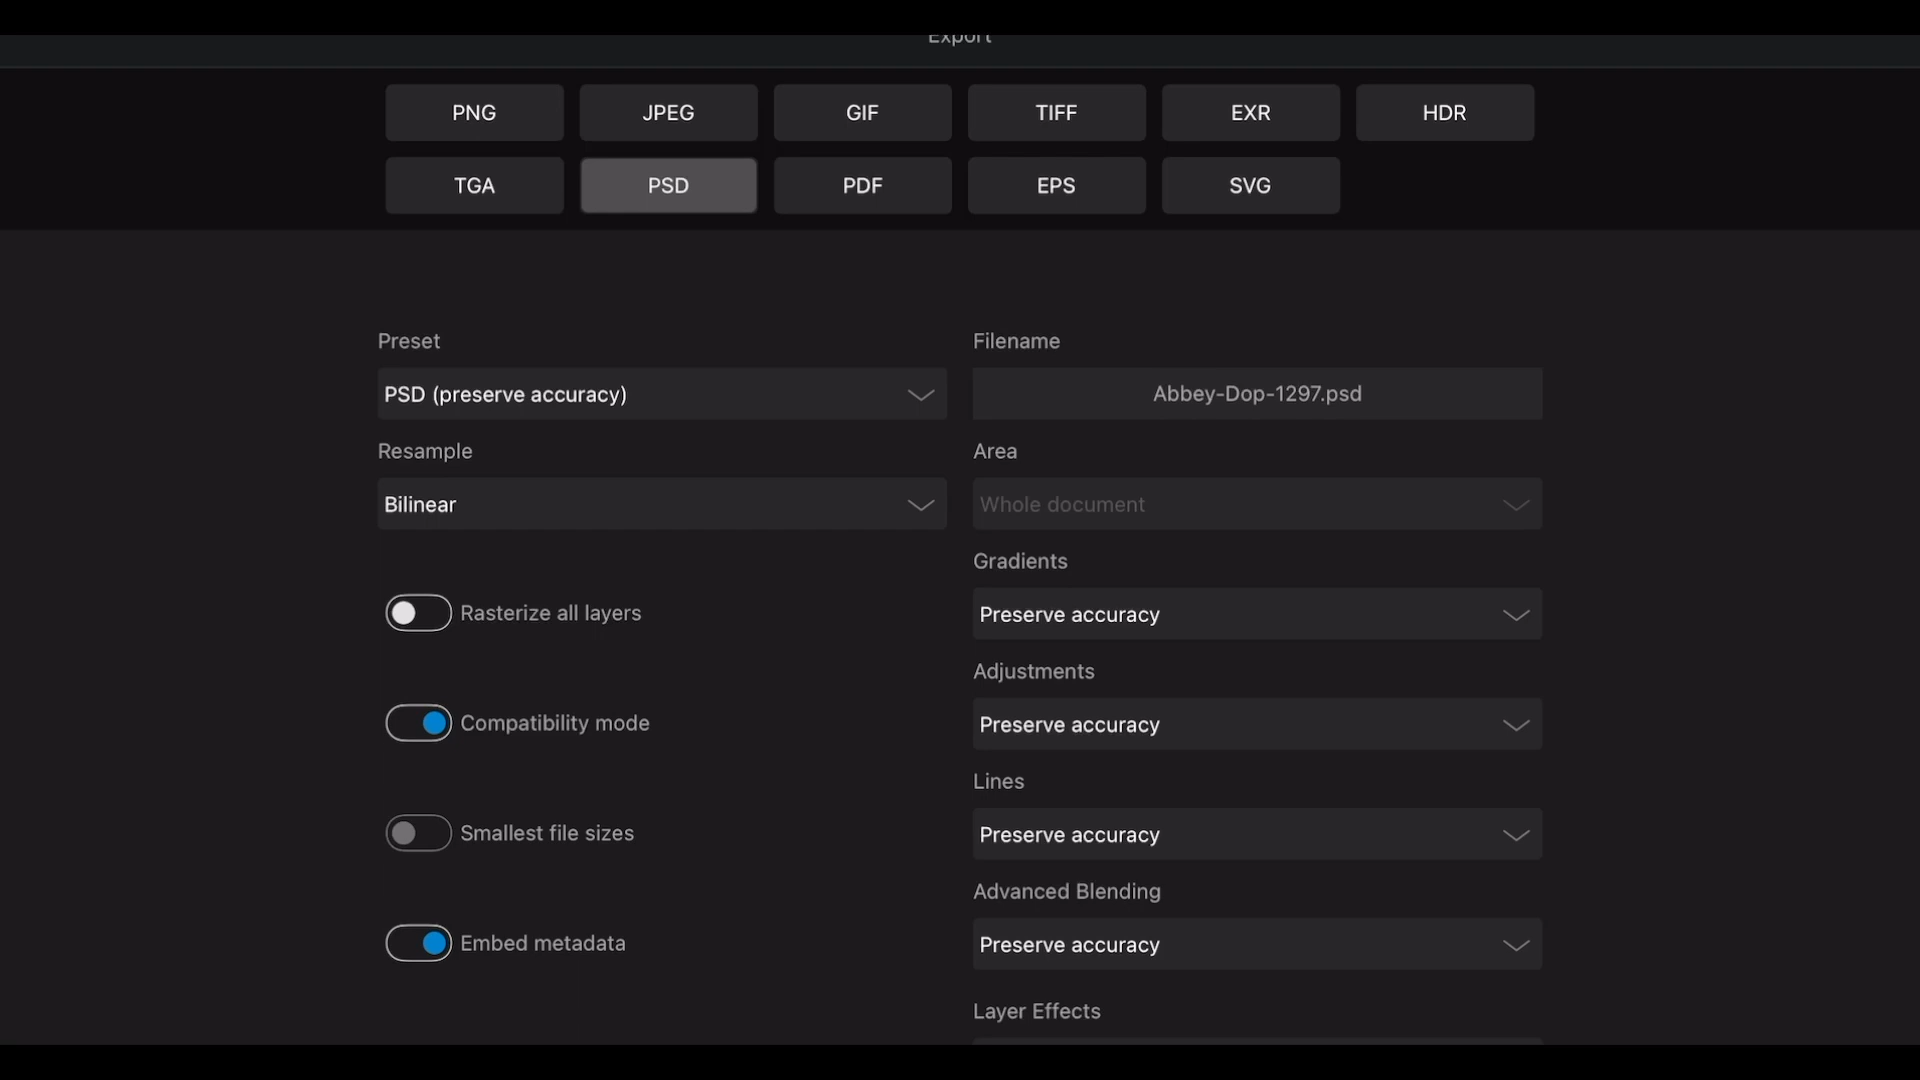 Export
PNG JPEG GIF TIFF EXR HDR
TGA PSD PDF EPS SVG
Preset
PSD (preserve accuracy)
Resample
Bilinear
Rasterize all layers
Compatibility mode
Smallest file sizes
Embed metadata
Filename
Abbey-Dop-1297.psd
Area
Whole document
Gradients
Preserve accuracy
Adjustments
Preserve accuracy
Lines
Preserve accuracy
Advanced Blending
Preserve accuracy
Layer Effects